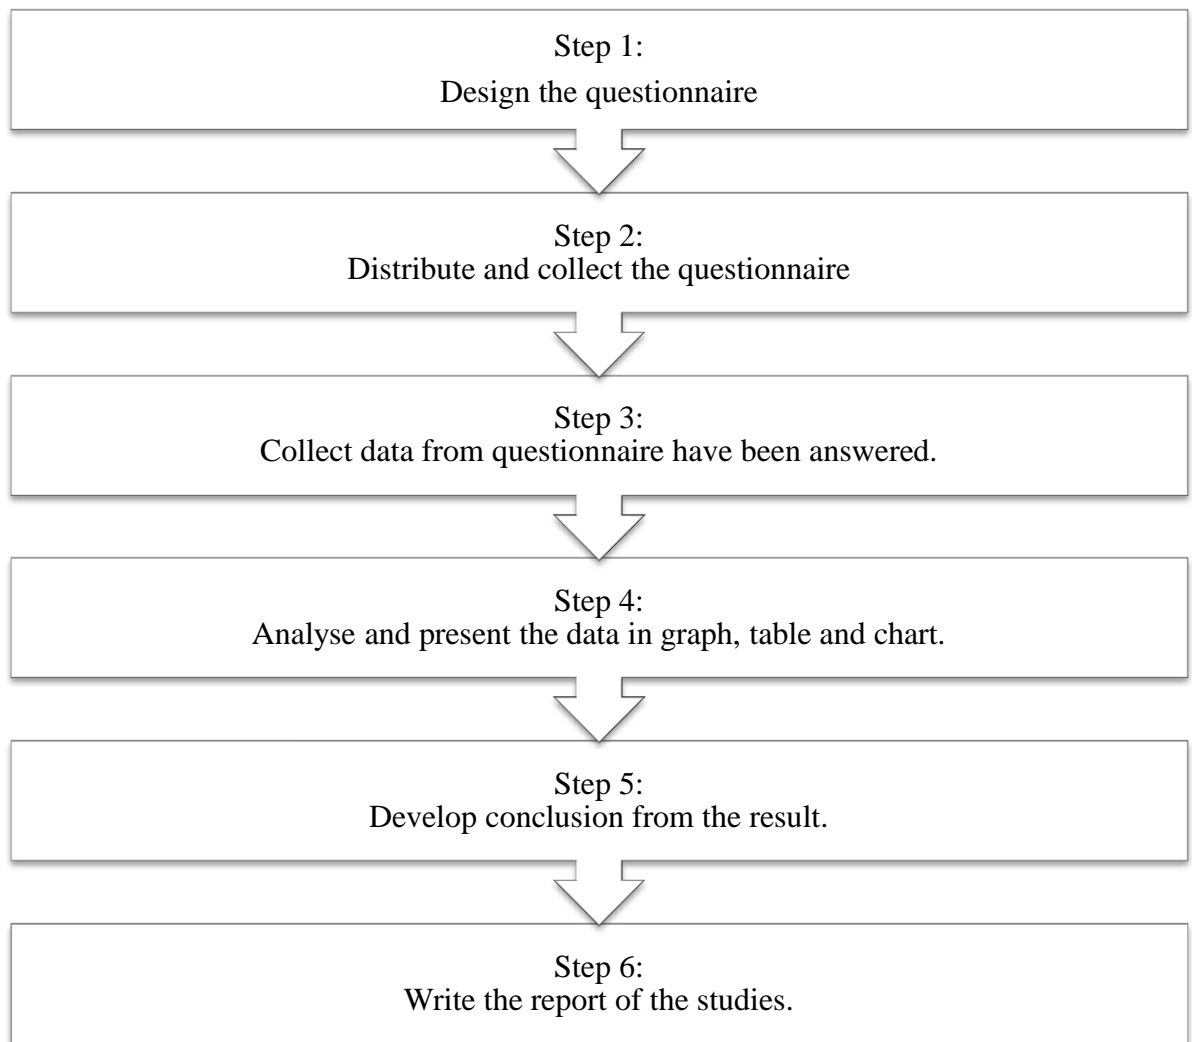 Step 1:
Design the questionnaire
Step 2:
Distribute and collect the questionnaire
Step 3:
Collect data from questionnaire have been answered.
Step 4:
Analyse and present the data in graph, table and chart.
Step 5:
Develop conclusion from the result.
Step 6:
Write the report of the studies.